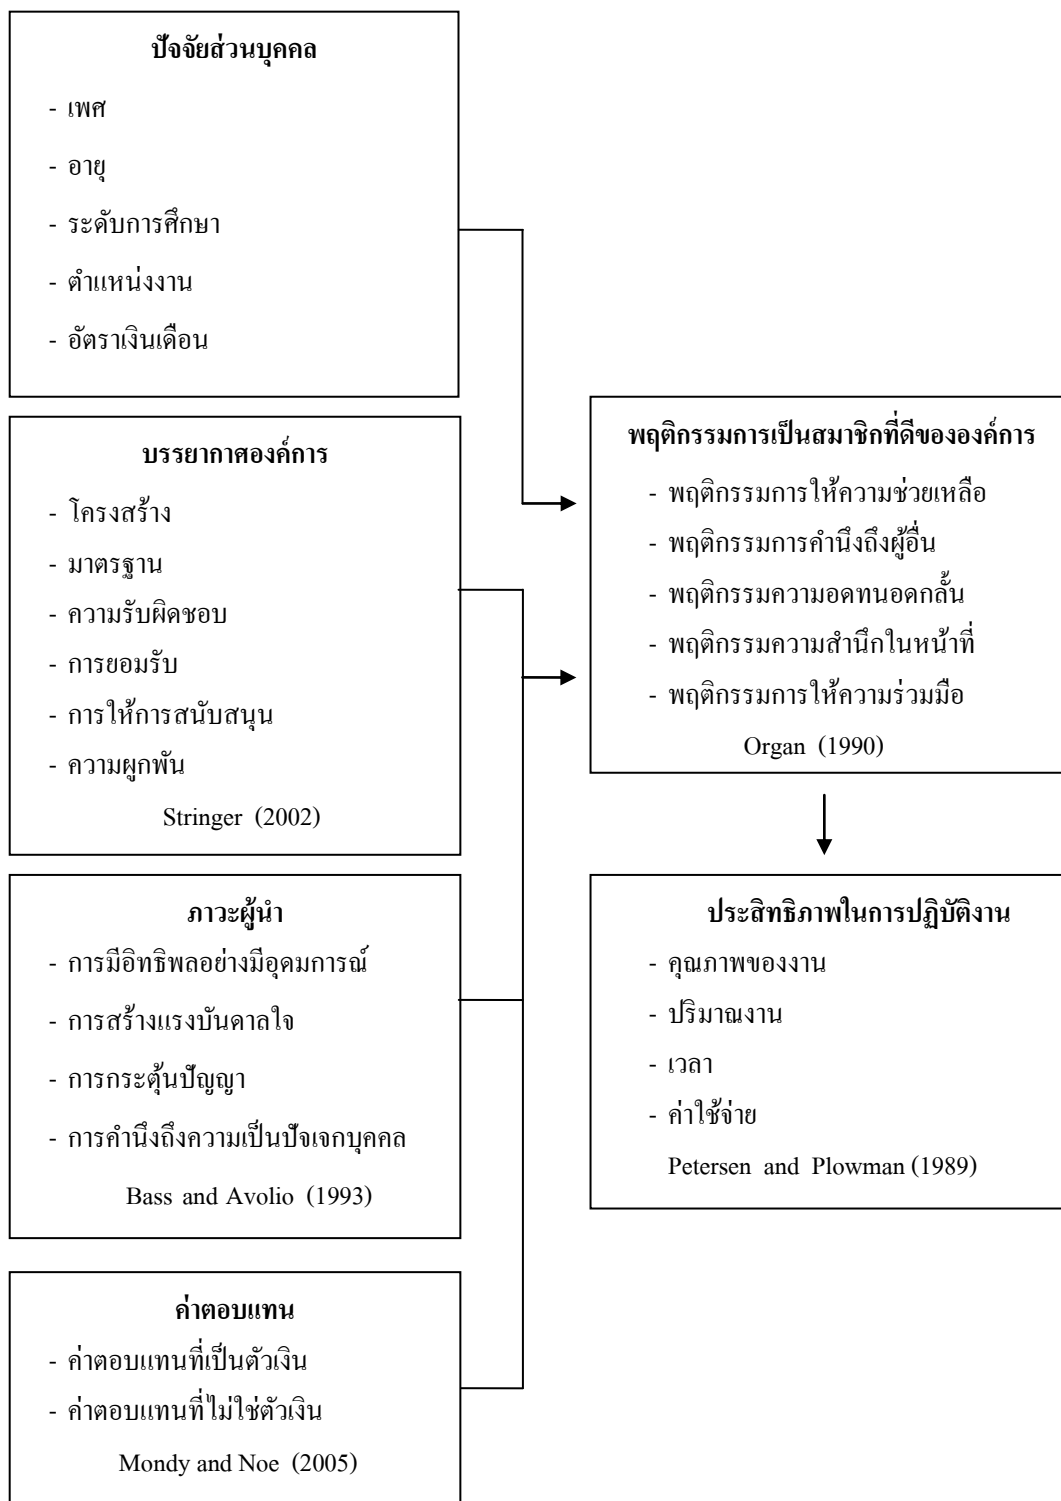 ปัจจัยส่วนบุคคล
- เพศ
- อายุ
- ระดับการศึกษา
- ตำแหน่งงาน
- อัตราเงินเดือน
บรรยากาศองค์การ
- โครงสร้าง
- มาตรฐาน
- ความรับผิดชอบ
- การยอมรับ
- การให้การสนับสนุน
- ความผูกพัน
Stringer (2002)
ภาวะผู้นำ
- การมีอิทธิพลอย่างมีอุดมการณ์
- การสร้างแรงบันดาลใจ
- การกระตุ้นปัญญา
- การคำนึงถึงความเป็นปัจเจกบุคคล
Bass and Avolio (1993)
ค่าตอบแทน
- ค่าตอบแทนที่เป็นตัวเงิน
- ค่าตอบแทนที่ไม่ใช่ตัวเงิน
Mondy and Noe (2005)
พฤติกรรมการเป็นสมาชิกที่ดีขององค์การ
- พฤติกรรมการให้ความช่วยเหลือ
- พฤติกรรมการคำนึงถึงผู้อื่น
- พฤติกรรมความอดทนอดกลั้น
- พฤติกรรมความสำนึกในหน้าที่
- พฤติกรรมการให้ความร่วมมือ
Organ (1990)
ประสิทธิภาพในการปฏิบัติงาน
- คุณภาพของงาน
- ปริมาณงาน
- เวลา
- ค่าใช้จ่าย
Petersen and Plowman (1989)